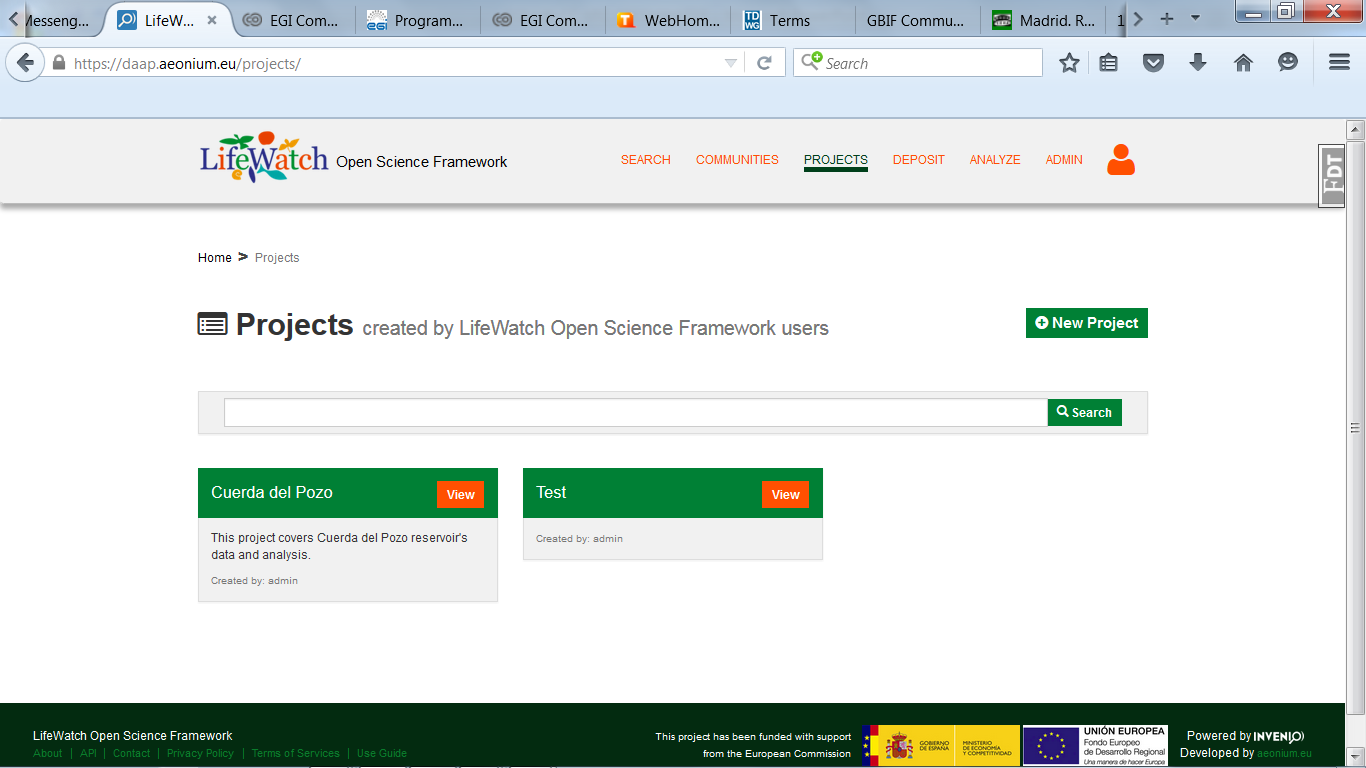 Messeng...
LifeW...
EGI Com...
Program...
EGI Com...
WebHom...
Terms
GBIF Commu...
Madrid. R...
1
https://daap.aeonium.eu/projects/
Search
LifeWatch Open Science Framework
SEARCH COMMUNITIES PROJECTS DEPOSIT ANALYZE ADMIN
FDT
Home > Projects
Projects created by LifeWatch Open Science Framework users
New Project
Search
Cuerda del Pozo View
This project covers Cuerda del Pozo reservoir's
data and analysis.
Created by: admin
Test View
Created by: admin
LifeWatch Open Science Framework
About | API | Contact | Privacy Policy | Terms of Services | Use Guide
This project has been funded with support
from the European Commission
GOBIERNO
DE ESPAÑA
MINISTERIO
DE ECONOMÍA
Y COMPETITIVIDAD
UNIÓN EUROPEA
Fondo Europeo
de Desarrollo Regional
Una manera de hacer Europa
Powered by INVENIO
Developed by aeonium.eu